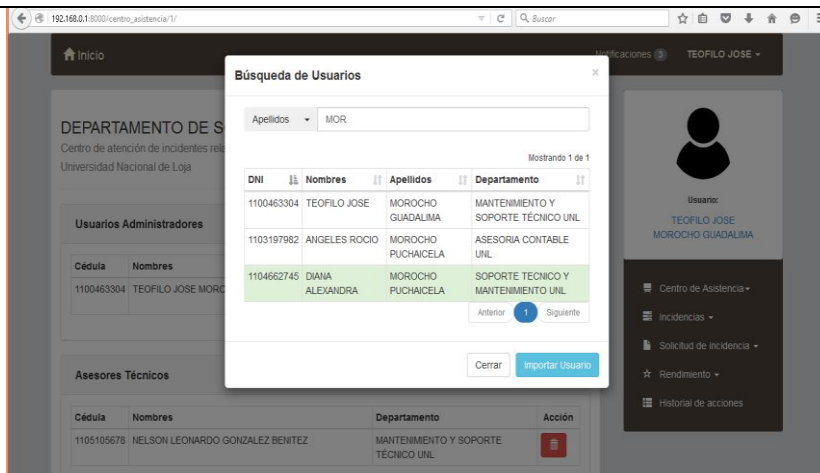 192.168.0.1:8000/centro_asistencia/1/
Buscar
Inicio
Notificaciones 3 TEOFILO JOSE
Búsqueda de Usuarios ×
Apellidos MOR
Mostrando 1 de 1
DNI Nombres Apellidos Departamento
1100463304 TEOFILO JOSE MOROCHO GUADALIMA MANTENIMIENTO Y SOPORTE TÉCNICO UNL
1103197982 ANGELES ROCIO MOROCHO PUCHAICELA ASESORIA CONTABLE UNL
1104662745 DIANA ALEXANDRA MOROCHO PUCHAICELA SOPORTE TECNICO Y MANTENIMIENTO UNL
Anterior 1 Siguiente
Cerrar Importar Usuario
DEPARTAMENTO DE S
Centro de atención de incidentes rela
Universidad Nacional de Loja
Usuarios Administradores
Cédula Nombres
1100463304 TEOFILO JOSE MORO
Asesores Técnicos
Cédula Nombres Departamento Acción
1105105678 NELSON LEONARDO GONZALEZ BENITEZ MANTENIMIENTO Y SOPORTE TÉCNICO UNL
Usuario:
TEOFILO JOSE
MOROCHO GUADALIMA
Centro de Asistencia
Incidencias
Solicitud de incidencia
Rendimiento
Historial de acciones